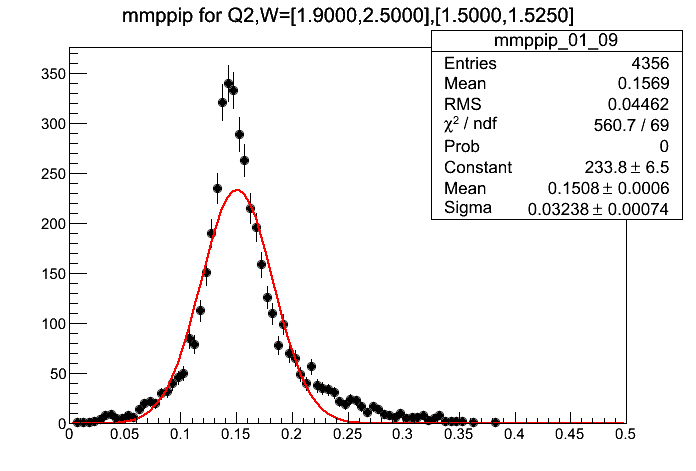 mmppip for Q2,W=[1.9000,2.5000],[1.5000,1.5250]
mmppip_01_09
Entries 4356
Mean 0.1569
RMS 0.04462
χ² / ndf 560.7 / 69
Prob 0
Constant 233.8 ± 6.5
Mean 0.1508 ± 0.0006
Sigma 0.03238 ± 0.00074
350
300
250
200
150
100
50
0
0 0.05 0.1 0.15 0.2 0.25 0.3 0.35 0.4 0.45 0.5